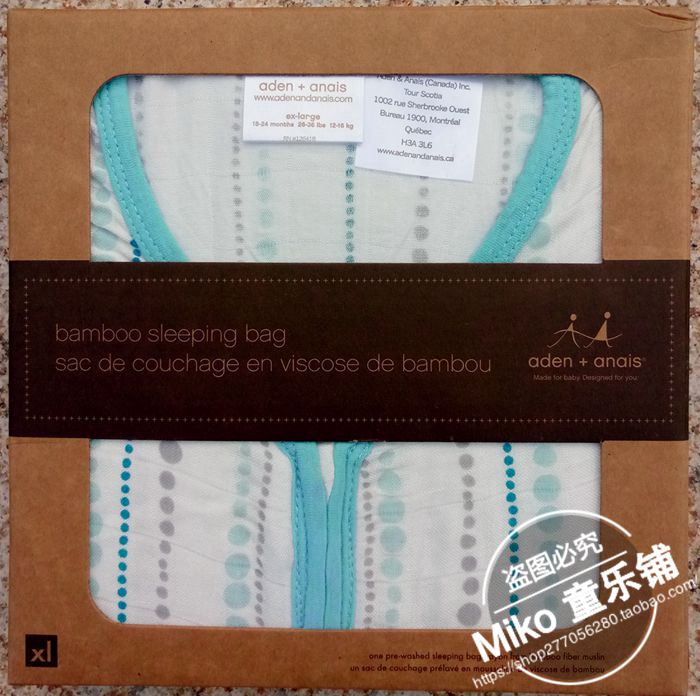 aden + anais
www.adenandanais.com
ex-large
18-24 months 26-36 lbs 12-16 kg
Aden & Anais (Canada) Inc.
Tour Scotia
1002 rue Sherbrooke Ouest
Bureau 1900, Montréal
Québec
H3A 3L6
www.adenandanais.ca
bamboo sleeping bag
sac de couchage en viscose de bambou
aden + anais®
Made for baby. Designed for you.
盗图必究
Miko 童乐铺
https://shop277056280.taobao.com
xl
one pre-washed sleeping bag, bamboo fiber muslin
un sac de couchage prélavé en mousseline viscose de bambou